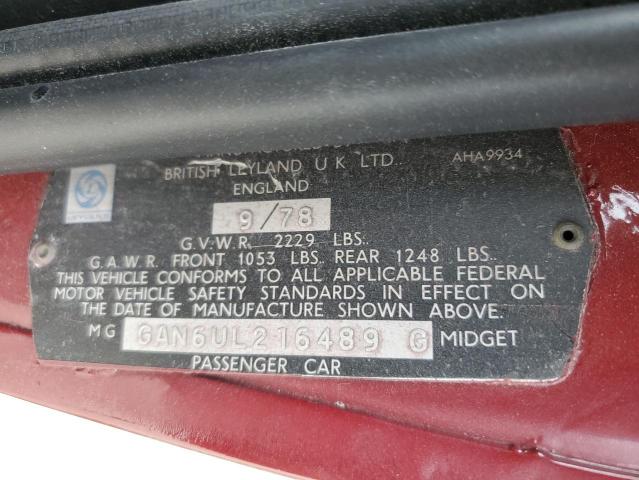 BRITISH LEYLAND U K LTD. AHA9934
LEYLAND
ENGLAND
9/78
G.V.W.R. 2229 LBS.
G.A.W.R. FRONT 1053 LBS. REAR 1248 LBS.
THIS VEHICLE CONFORMS TO ALL APPLICABLE FEDERAL
MOTOR VEHICLE SAFETY STANDARDS IN EFFECT ON
THE DATE OF MANUFACTURE SHOWN ABOVE.
MG GAN6UL216489 G MIDGET
PASSENGER CAR